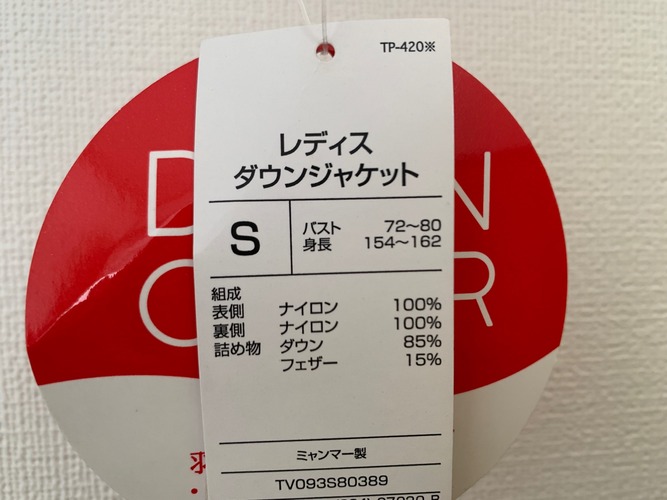 TP-420※
レディス
ダウンジャケット
S
バスト 72～80
身長 154～162
組成
表側 ナイロン 100%
裏側 ナイロン 100%
詰め物 ダウン 85%
フェザー 15%
ミャンマー製
TV093S80389